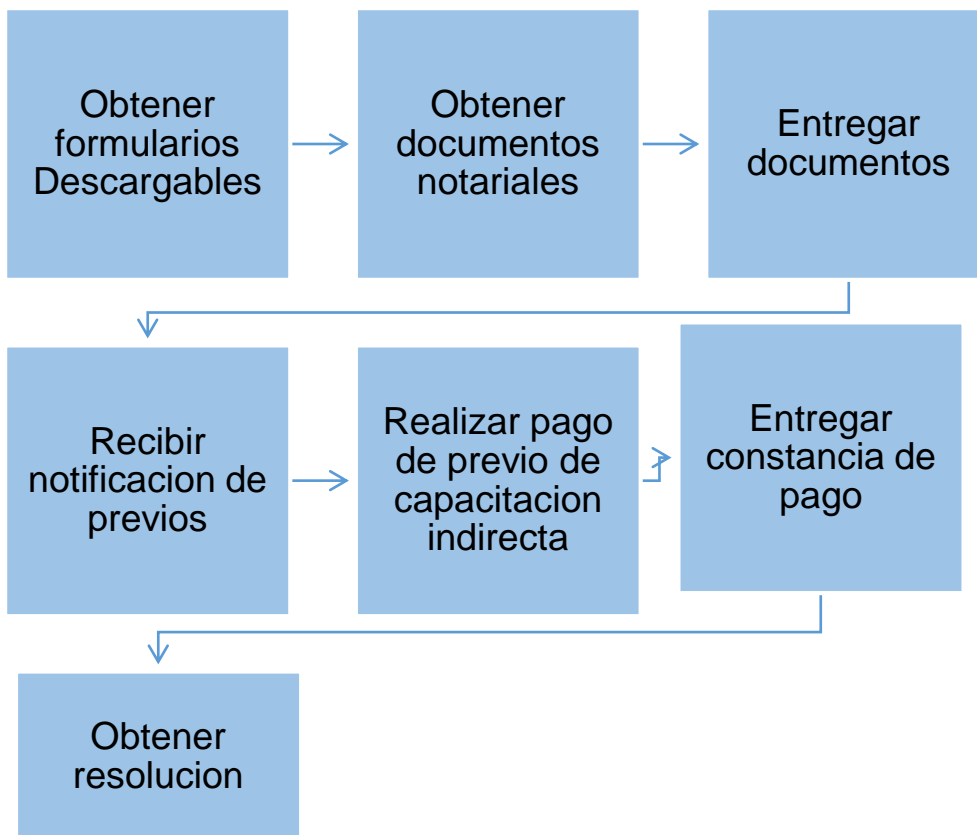 Obtener
formularios
Descargables
Obtener
documentos
notariales
Entregar
documentos
Recibir
notificacion de
previos
Realizar pago
de previo de
capacitacion
indirecta
Entregar
constancia de
pago
Obtener
resolucion